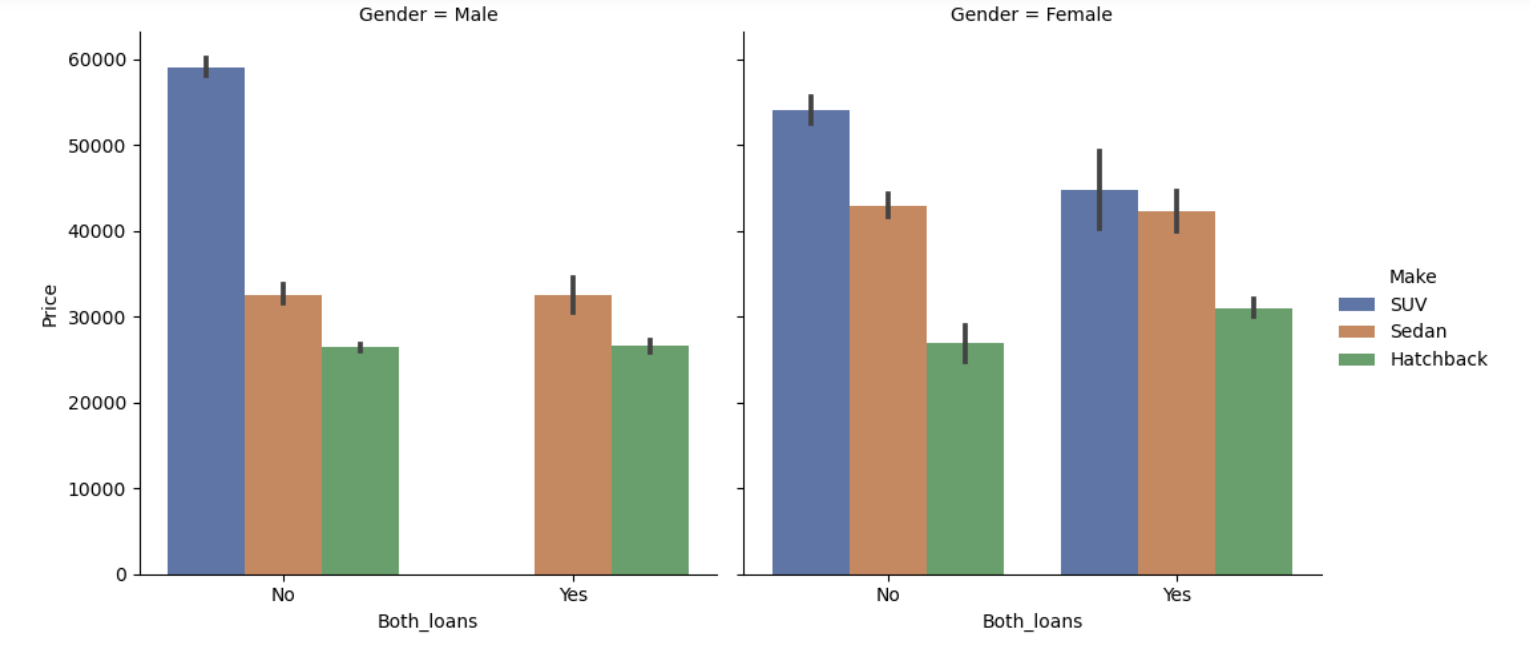 Gender = Male
Gender = Female
Price
60000
50000
40000
30000
20000
10000
0
No
Yes
Both_loans
No
Yes
Both_loans
Make
SUV
Sedan
Hatchback